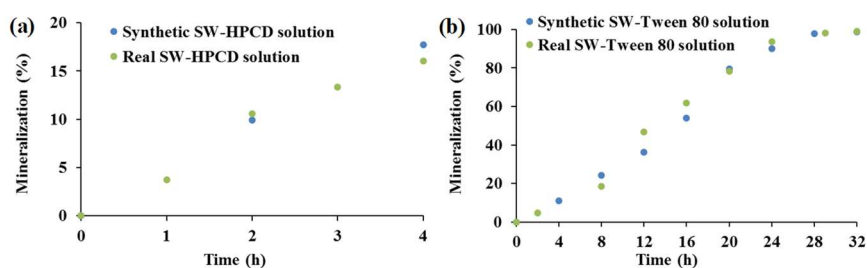 (a)
Synthetic SW-HPCD solution
Real SW-HPCD solution
Mineralization (%)
20
15
10
5
0
0 1 2 3 4
Time (h)
(b)
Synthetic SW-Tween 80 solution
Real SW-Tween 80 solution
Mineralization (%)
100
80
60
40
20
0
0 4 8 12 16 20 24 28 32
Time (h)